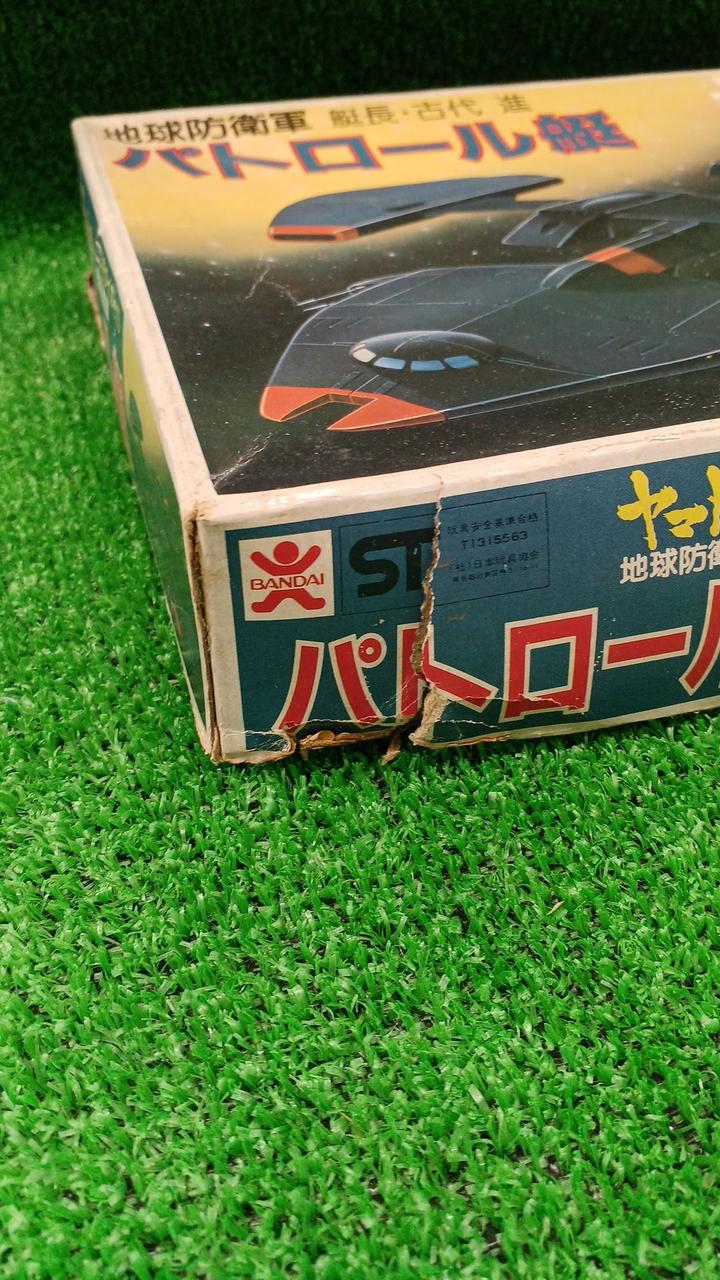 地球防衛軍 艇長・古代 進
パトロール艇
BANDAI
ST
玩具安全基準合格
T1315563
(社)日本玩具協会
ヤマ
地球防衛
パトロール